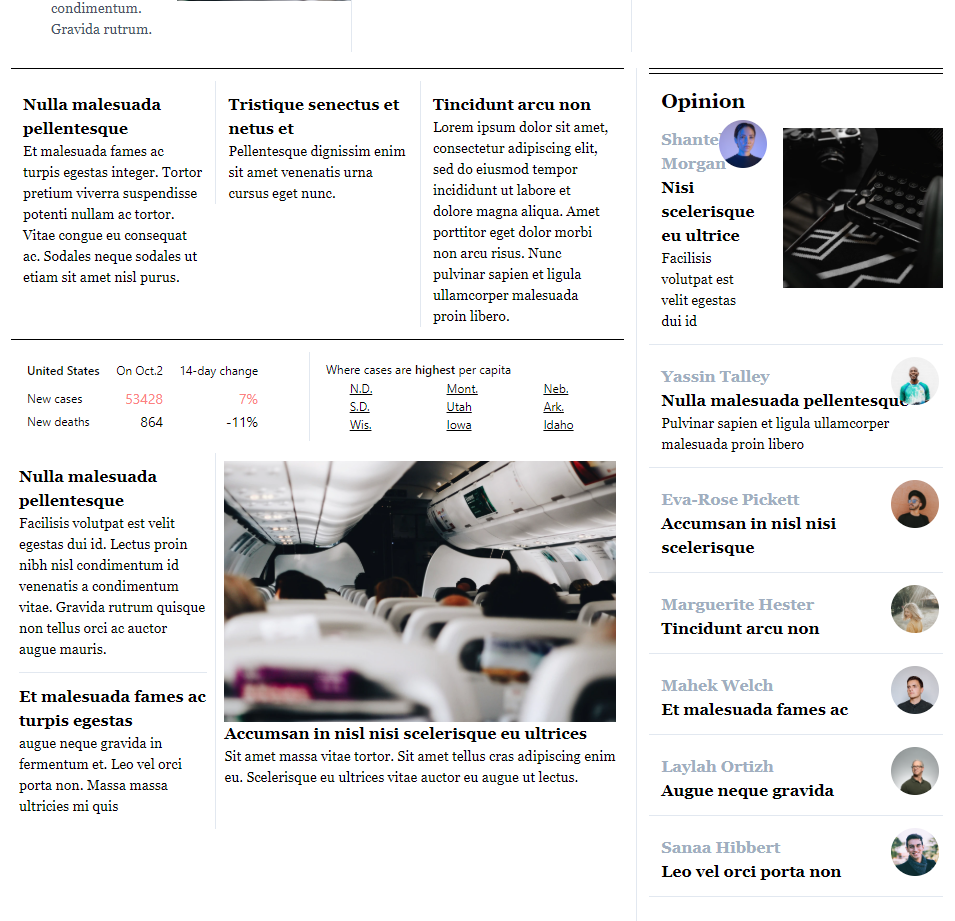 condimentum.
Gravida rutrum.
Nulla malesuada
pellentesque
Et malesuada fames ac
turpis egestas integer. Tortor
pretium viverra suspendisse
potenti nullam ac tortor.
Vitae congue eu consequat
ac. Sodales neque sodales ut
etiam sit amet nisl purus.
Tristique senectus et
netus et
Pellentesque dignissim enim
sit amet venenatis urna
cursus eget nunc.
Tincidunt arcu non
Lorem ipsum dolor sit amet,
consectetur adipiscing elit,
sed do eiusmod tempor
incididunt ut labore et
dolore magna aliqua. Amet
porttitor eget dolor morbi
non arcu risus. Nunc
pulvinar sapien et ligula
ullamcorper malesuada
proin libero.
United States On Oct.2 14-day change
New cases 53428 7%
New deaths 864 -11%
Where cases are highest per capita
N.D. Mont. Neb.
S.D. Utah Ark.
Wis. Iowa Idaho
Nulla malesuada
pellentesque
Facilisis volutpat est velit
egestas dui id. Lectus proin
nibh nisl condimentum id
venenatis a condimentum
vitae. Gravida rutrum quisque
non tellus orci ac auctor
augue mauris.
Et malesuada fames ac
turpis egestas
augue neque gravida in
fermentum et. Leo vel orci
porta non. Massa massa
ultricies mi quis
Accumsan in nisl nisi scelerisque eu ultrices
Sit amet massa vitae tortor. Sit amet tellus cras adipiscing enim
eu. Scelerisque eu ultrices vitae auctor eu augue ut lectus.
Opinion
Shantel
Morgan
Nisi
scelerisque
eu ultrice
Facilisis
volutpat est
velit egestas
dui id
Yassin Talley
Nulla malesuada pellentesque
Pulvinar sapien et ligula ullamcorper
malesuada proin libero
Eva-Rose Pickett
Accumsan in nisl nisi
scelerisque
Marguerite Hester
Tincidunt arcu non
Mahek Welch
Et malesuada fames ac
Laylah Ortizh
Augue neque gravida
Sanaa Hibbert
Leo vel orci porta non